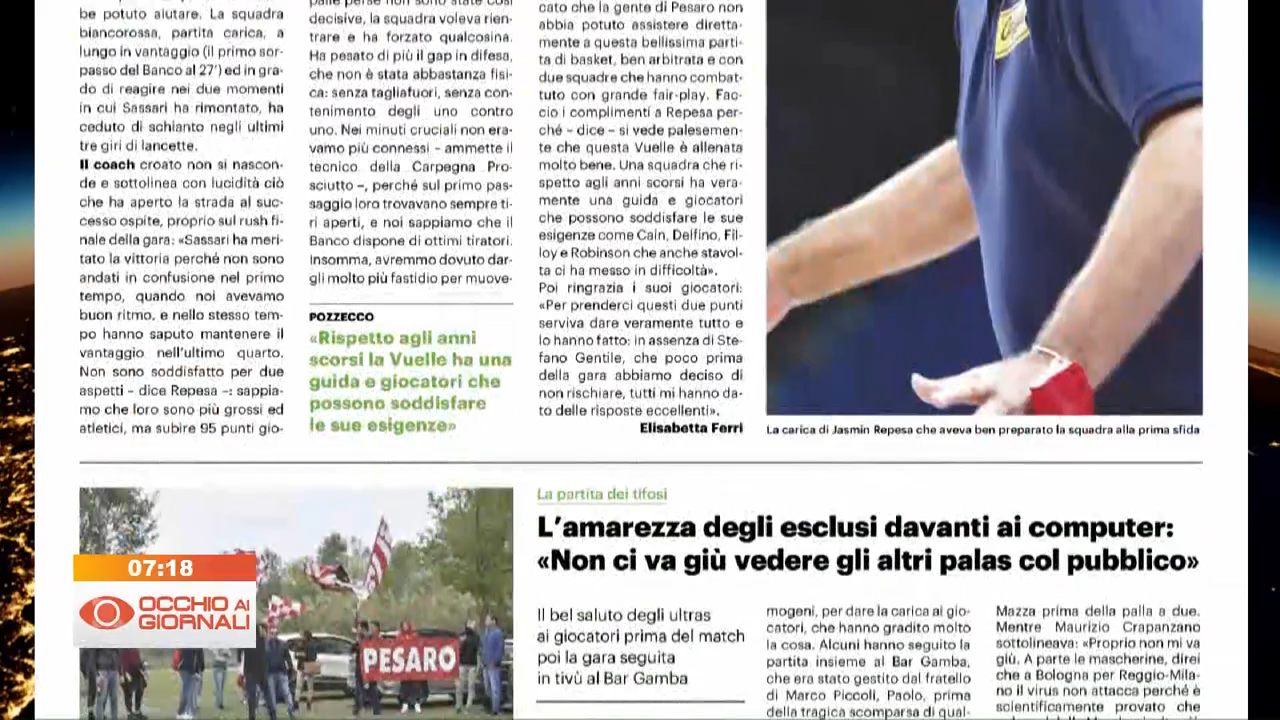 be potuto aiutare. La squadra
biancorossa, partita carica, a
lungo in vantaggio (il primo sor-
passo del Banco al 27') ed in gra-
do di reagire nei due momenti
in cui Sassari ha rimontato, ha
ceduto di schianto negli ultimi
tre giri di lancette.
Il coach croato non si nascon-
de e sottolinea con lucidità ciò
che ha aperto la strada al suc-
cesso ospite, proprio sul rush fi-
nale della gara: «Sassari ha meri-
tato la vittoria perché non sono
andati in confusione nel primo
tempo, quando noi avevamo
buon ritmo, e nello stesso tem-
po hanno saputo mantenere il
vantaggio nell'ultimo quarto.
Non sono soddisfatto per due
aspetti – dice Repesa –: sappia-
mo che loro sono più grossi ed
atletici, ma subire 95 punti gio-
palle perse non sono state così
decisive, la squadra voleva rien-
trare e ha forzato qualcosina.
Ha pesato di più il gap in difesa,
che non è stata abbastanza fisi-
ca: senza tagliafuori, senza con-
tenimento degli uno contro
uno. Nei minuti cruciali non era-
vamo più connessi – ammette il
tecnico della Carpegna Pro-
sciutto –, perché sul primo pas-
saggio loro trovavano sempre ti-
ri aperti, e noi sappiamo che il
Banco dispone di ottimi tiratori.
Insomma, avremmo dovuto dar-
gli molto più fastidio per muove-
POZZECCO
«Rispetto agli anni
scorsi la Vuelle ha una
guida e giocatori che
possono soddisfare
le sue esigenze»
cato che la gente di Pesaro non
abbia potuto assistere diretta-
mente a questa bellissima parti-
ta di basket, ben arbitrata e con
due squadre che hanno combat-
tuto con grande fair-play. Fac-
cio i complimenti a Repesa per-
ché – dice – si vede palesemen-
te che questa Vuelle è allenata
molto bene. Una squadra che ri-
spetto agli anni scorsi ha vera-
mente una guida e giocatori
che possono soddisfare le sue
esigenze come Cain, Delfino, Fil-
loy e Robinson che anche stavol-
ta ci ha messo in difficoltà».
Poi ringrazia i suoi giocatori:
«Per prenderci questi due punti
serviva dare veramente tutto e
lo hanno fatto: in assenza di Ste-
fano Gentile, che poco prima
della gara abbiamo deciso di
non rischiare, tutti mi hanno da-
to delle risposte eccellenti».
Elisabetta Ferri
La carica di Jasmin Repesa che aveva ben preparato la squadra alla prima sfida
La partita dei tifosi
L'amarezza degli esclusi davanti ai computer:
«Non ci va giù vedere gli altri palas col pubblico»
Il bel saluto degli ultras
ai giocatori prima del match
poi la gara seguita
in tivù al Bar Gamba
mogeni, per dare la carica ai gio-
catori, che hanno gradito molto
la cosa. Alcuni hanno seguito la
partita insieme al Bar Gamba,
che era stato gestito dal fratello
di Marco Piccoli, Paolo, prima
della tragica scomparsa di qual-
Mazza prima della palla a due.
Mentre Maurizio Crapanzano
sottolineava: «Proprio non mi va
giù. A parte le mascherine, direi
che a Bologna per Reggio-Mila-
no il virus non attacca perché è
scientificamente provato che
PESARO
07:18
OCCHIO AI
GIORNALI